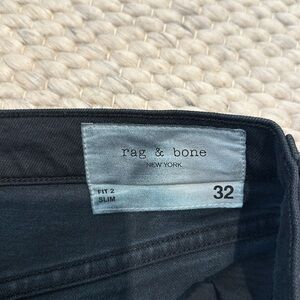 rag & bone
NEW YORK
FIT 2
SLIM
32